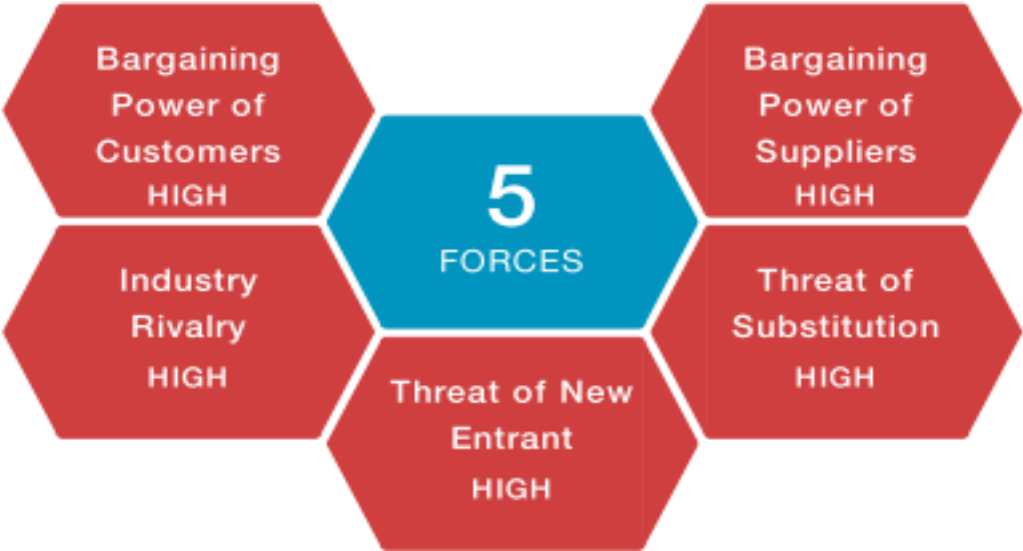 Bargaining
Power of
Customers
HIGH
Bargaining
Power of
Suppliers
HIGH
5
FORCES
Industry
Rivalry
HIGH
Threat of
Substitution
HIGH
Threat of New
Entrant
HIGH